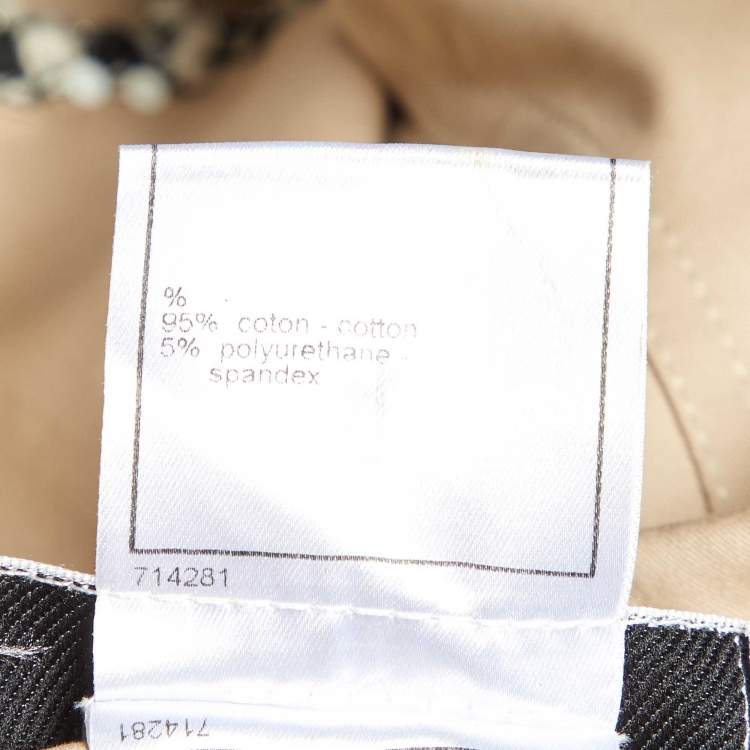 %
95% coton - cotton
5% polyurethane -
spandex
714281
714281